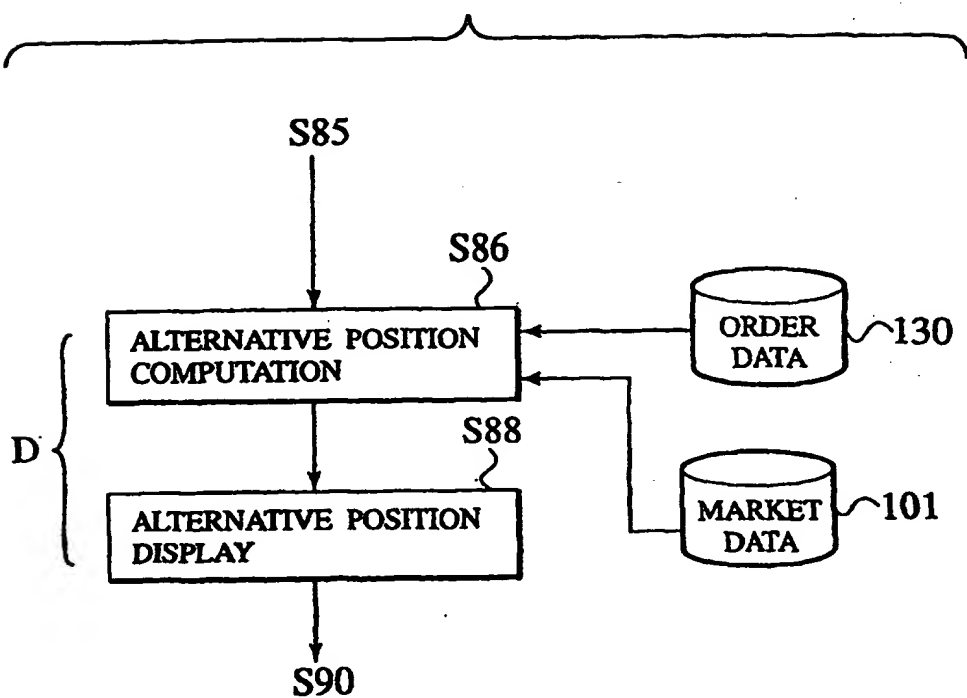 S85
S86
ALTERNATIVE POSITION
COMPUTATION
ORDER
DATA
130
D
S88
ALTERNATIVE POSITION
DISPLAY
MARKET
DATA
101
S90